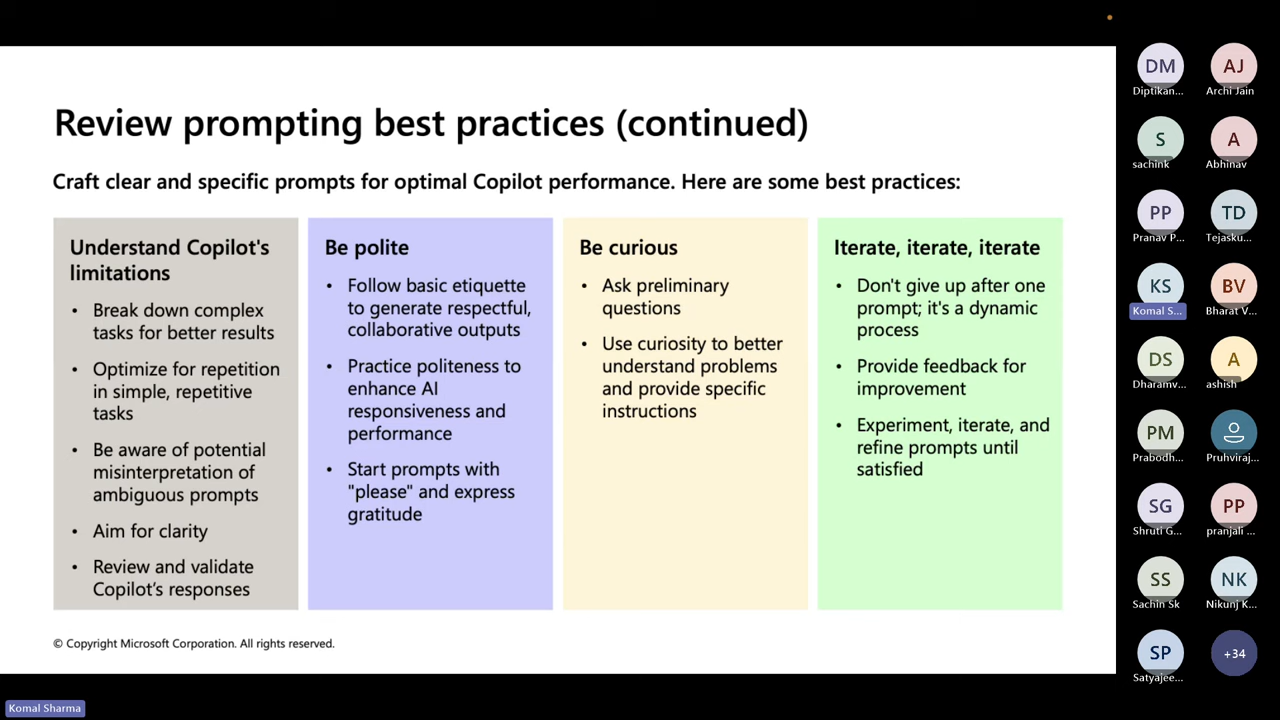 Review prompting best practices (continued)
Craft clear and specific prompts for optimal Copilot performance. Here are some best practices:
Understand Copilot's
limitations
• Break down complex
tasks for better results
• Optimize for repetition
in simple, repetitive
tasks
• Be aware of potential
misinterpretation of
ambiguous prompts
• Aim for clarity
• Review and validate
Copilot’s responses
Be polite
• Follow basic etiquette
to generate respectful,
collaborative outputs
• Practice politeness to
enhance AI
responsiveness and
performance
• Start prompts with
"please" and express
gratitude
Be curious
• Ask preliminary
questions
• Use curiosity to better
understand problems
and provide specific
instructions
Iterate, iterate, iterate
• Don't give up after one
prompt; it's a dynamic
process
• Provide feedback for
improvement
• Experiment, iterate, and
refine prompts until
satisfied
© Copyright Microsoft Corporation. All rights reserved.
Komal Sharma
DM
Diptikan...
AJ
Archi Jain
S
sachink
A
Abhinav
PP
Pranav P...
TD
Tejasku...
KS
Komal S...
BV
Bharat V...
DS
Dharamv...
A
ashish
PM
Prabodh...
Pruhviraj...
SG
Shruti G...
PP
pranjali ...
SS
Sachin Sk
NK
Nikunj K...
SP
Satyajee...
+34